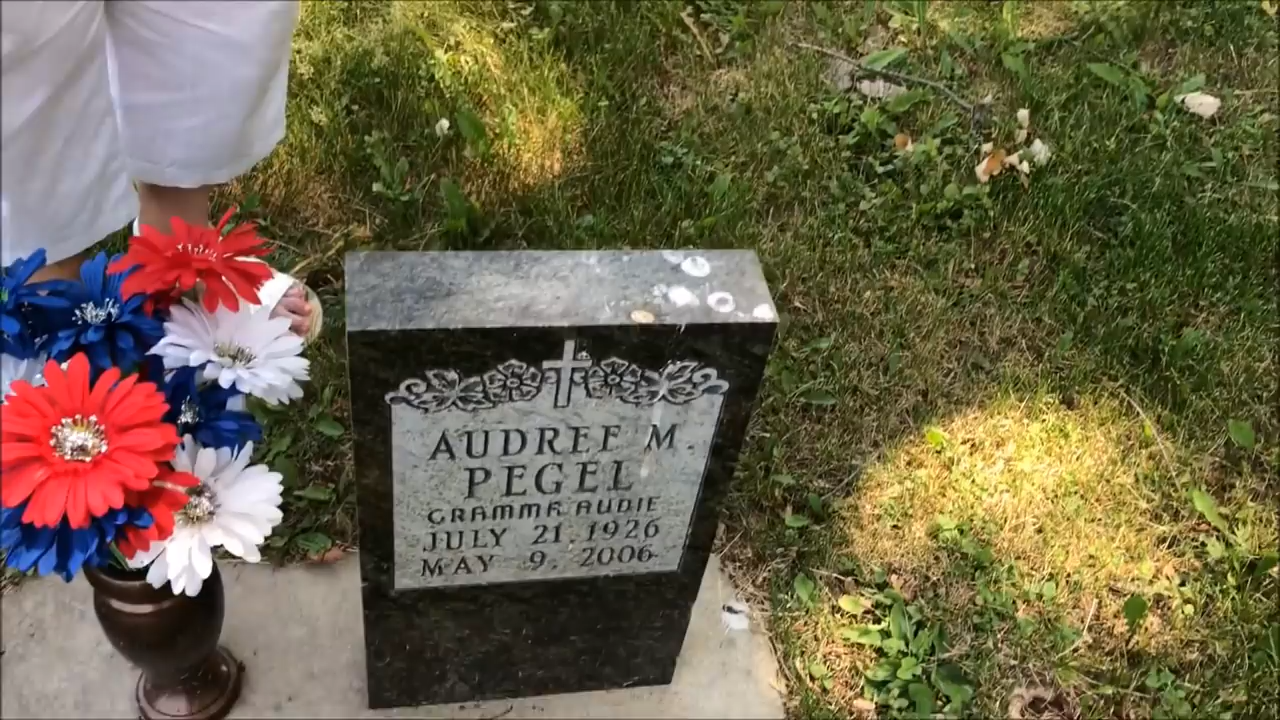 AUDREE M.
PEGEL
GRAMMA AUDIE
JULY 21, 1926
MAY 9, 2006